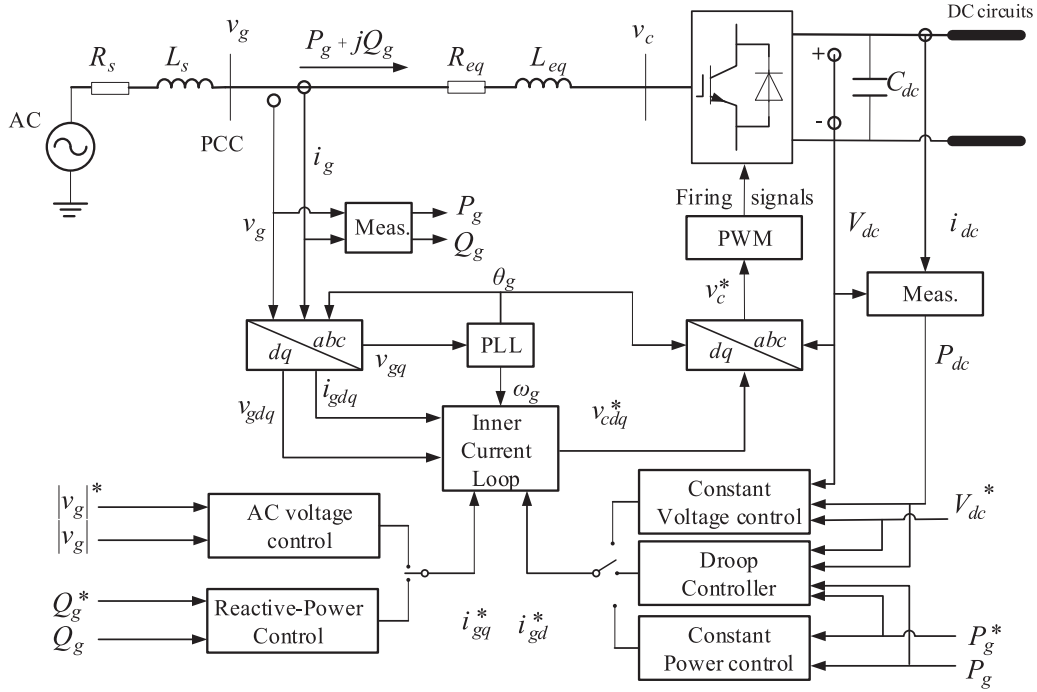 DC circuits
v_g
P_g + jQ_g
v_c
R_s
L_s
R_eq
L_eq
+
-
C_dc
AC
PCC
i_g
Firing signals
v_g
Meas.
P_g
Q_g
PWM
V_dc
i_dc
θ_g
v_c^*
Meas.
abc
dq
PLL
abc
dq
v_gq
P_dc
i_gdq
v_gdq
ω_g
v_cdq^*
Inner
Current
Loop
|v_g|^*
|v_g|
AC voltage
control
Constant
Voltage control
V_dc^*
Droop
Controller
Q_g^*
Q_g
Reactive-Power
Control
i_gq^*
i_gd^*
Constant
Power control
P_g^*
P_g